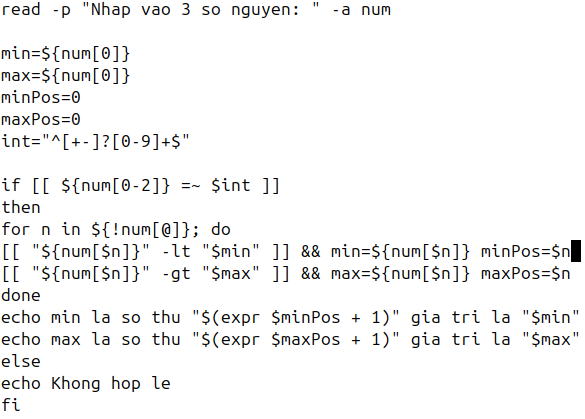 read -p "Nhap vao 3 so nguyen: " -a num
min=${num[0]}
max=${num[0]}
minPos=0
maxPos=0
int="^[+-]?[0-9]+$"
if [[ ${num[0-2]} =~ $int ]]
then
for n in ${!num[@]}; do
[[ "${num[$n]}" -lt "$min" ]] && min=${num[$n]} minPos=$n
[[ "${num[$n]}" -gt "$max" ]] && max=${num[$n]} maxPos=$n
done
echo min la so thu "$(expr $minPos + 1)" gia tri la "$min"
echo max la so thu "$(expr $maxPos + 1)" gia tri la "$max"
else
echo Khong hop le
fi